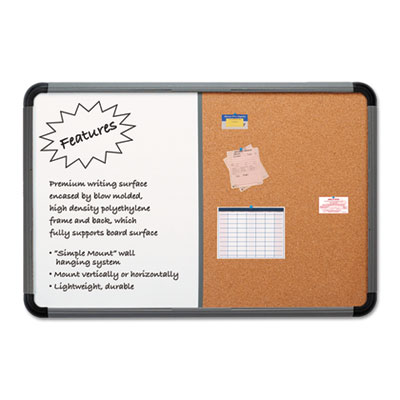 Features
Premium writing surface
encased by blow molded,
high density polyethylene
frame and back, which
fully supports board surface
• "Simple Mount" wall
hanging system
• Mount vertically or horizontally
• Lightweight, durable